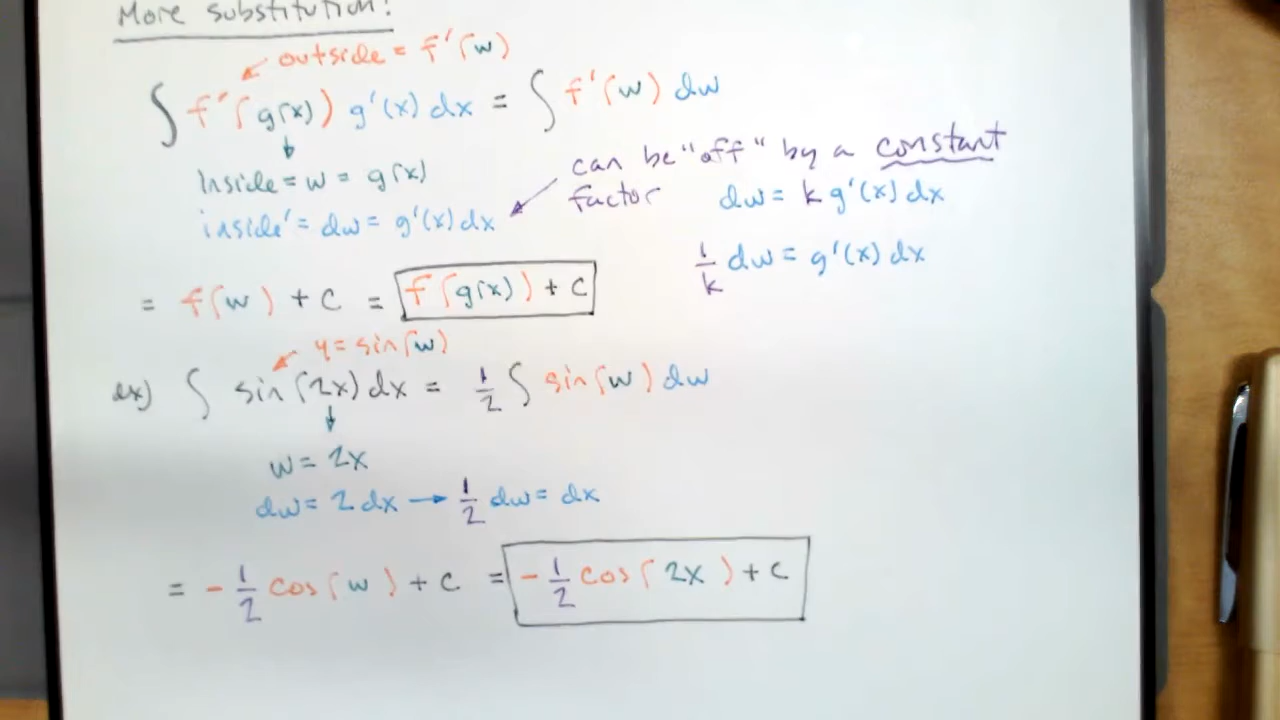 More substitution!
outside = f'(w)
∫ f'(g(x)) g'(x) dx = ∫ f'(w) dw
inside = w = g(x)
can be "off" by a constant factor
inside' = dw = g'(x) dx
dw = k g'(x) dx
1/k dw = g'(x) dx
= f(w) + C = f(g(x)) + C
y = sin(w)
ex) ∫ sin(2x) dx = 1/2 ∫ sin(w) dw
w = 2x
dw = 2 dx → 1/2 dw = dx
= -1/2 cos(w) + C = -1/2 cos(2x) + C